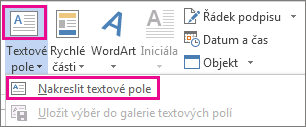 Textové pole
Rychlé části
WordArt
Iniciála
Řádek podpisu
Datum a čas
Objekt
Nakreslit textové pole
Uložit výběr do galerie textových polí